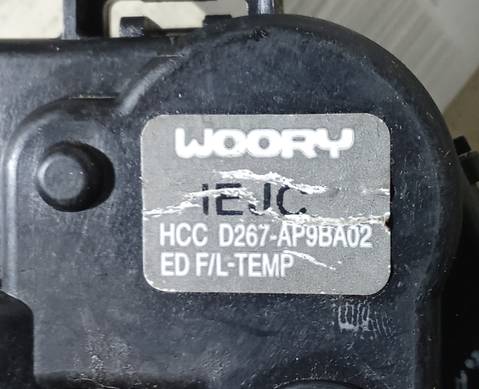 WOORY
IEJC
HCC D267-AP9BA02
ED F/L-TEMP